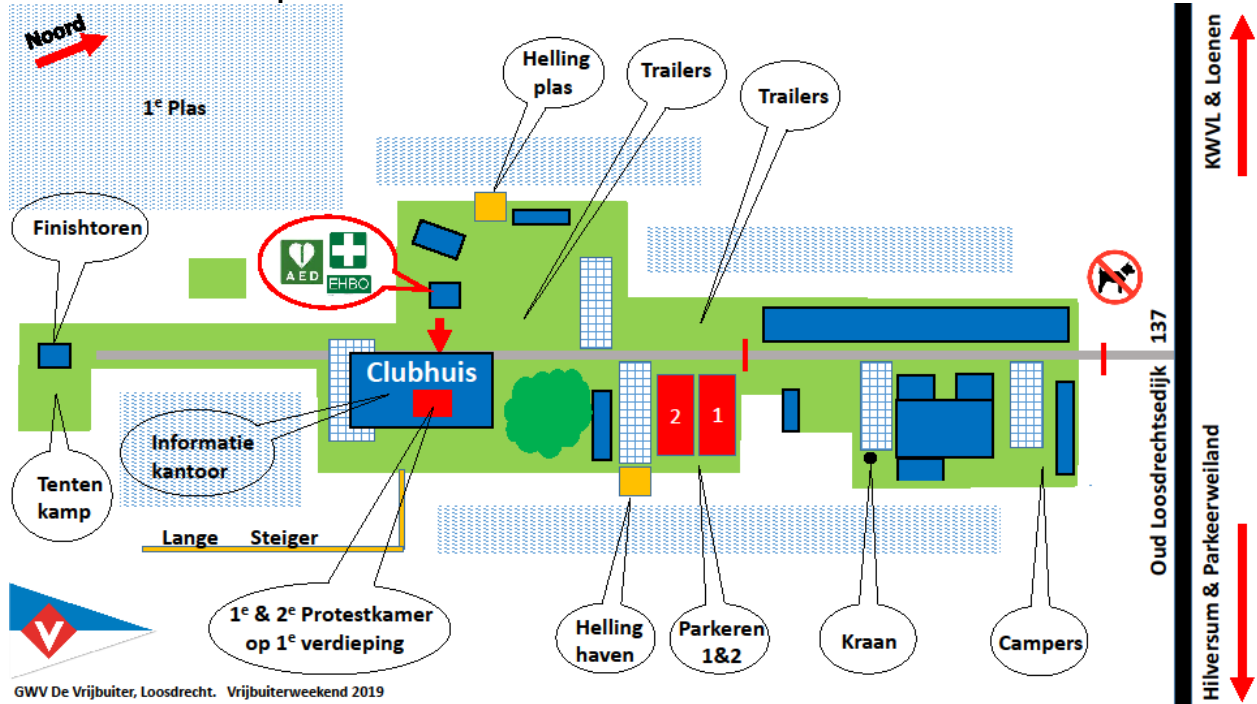 Noord
1e Plas
Helling
plas
Trailers
Trailers
KWVL & Loenen
Finishtoren
AED
EHBO
Clubhuis
2
1
Informatie
kantoor
Tenten
kamp
Lange Steiger
1e & 2e Protestkamer
op 1e verdieping
Helling
haven
Parkeren
1&2
Kraan
Campers
Oud Loosdrechtsedijk 137
Hilversum & Parkeerweiland
V
GWV De Vrijbuiter, Loosdrecht. Vrijbuiterweekend 2019